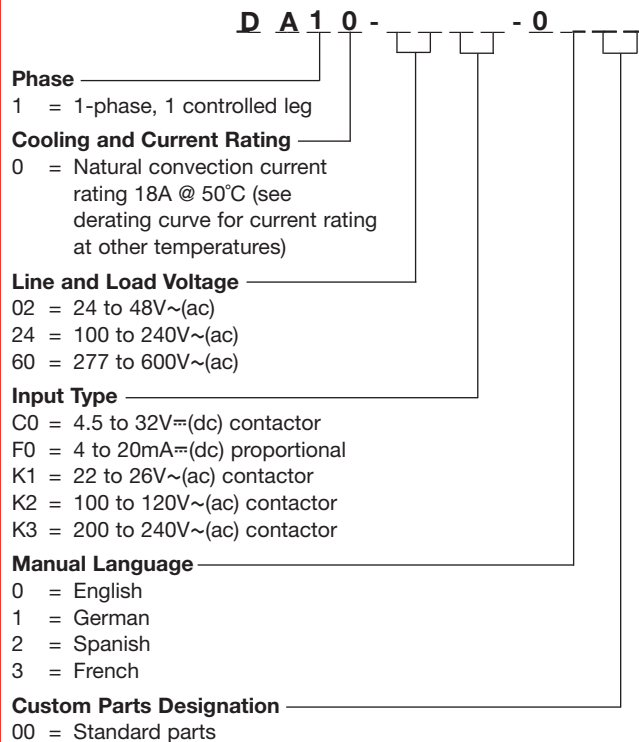 D A 1 0 - __ __ - 0 _ __
Phase
1 = 1-phase, 1 controlled leg
Cooling and Current Rating
0 = Natural convection current
rating 18A @ 50˚C (see
derating curve for current rating
at other temperatures)
Line and Load Voltage
02 = 24 to 48V~(ac)
24 = 100 to 240V~(ac)
60 = 277 to 600V~(ac)
Input Type
C0 = 4.5 to 32V⎓(dc) contactor
F0 = 4 to 20mA⎓(dc) proportional
K1 = 22 to 26V~(ac) contactor
K2 = 100 to 120V~(ac) contactor
K3 = 200 to 240V~(ac) contactor
Manual Language
0 = English
1 = German
2 = Spanish
3 = French
Custom Parts Designation
00 = Standard parts